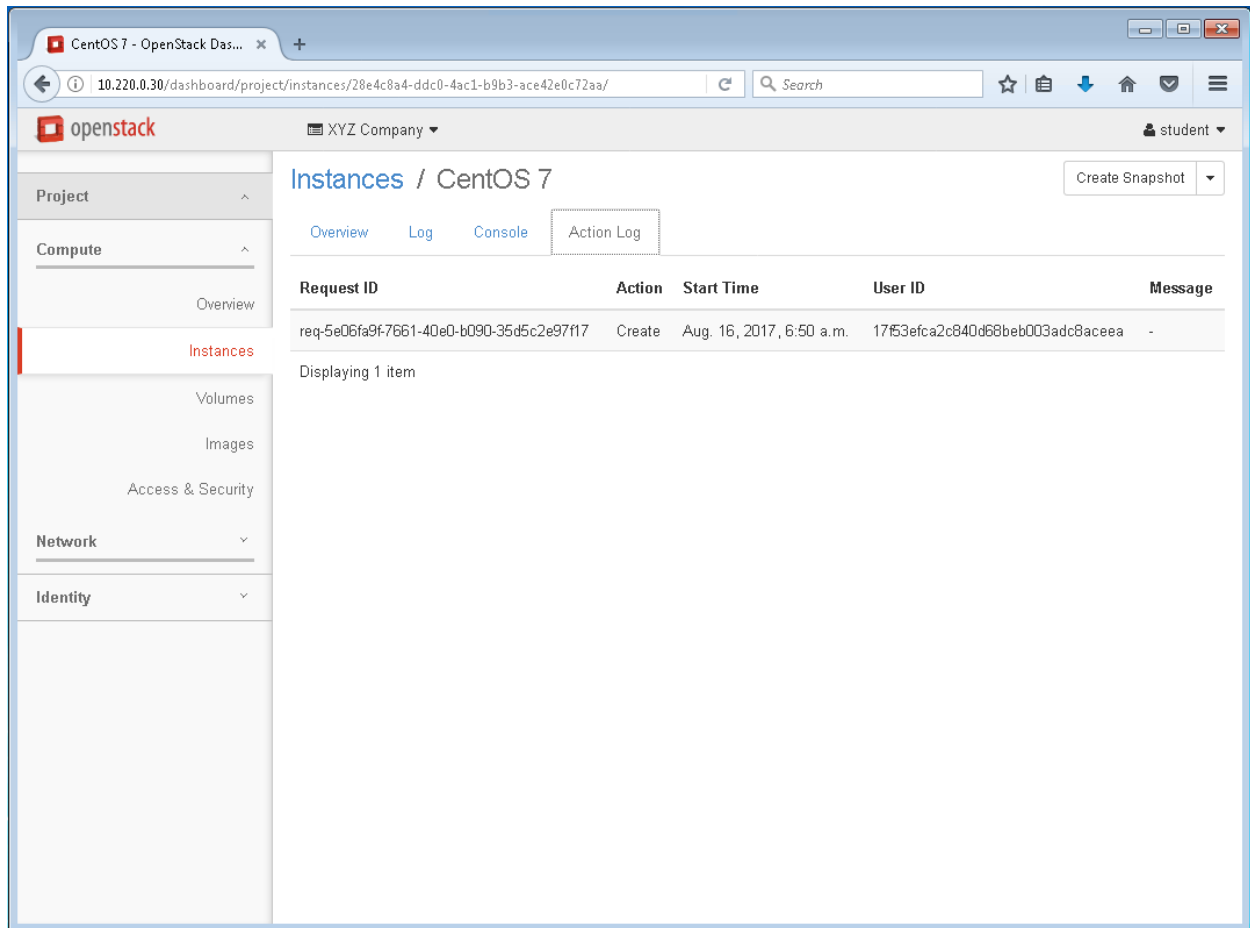 CentOS 7 - OpenStack Das...
10.220.0.30/dashboard/project/instances/28e4c8a4-ddc0-4ac1-b9b3-ace42e0c72aa/
Search
openstack
XYZ Company
student
Project
Compute
Overview
Instances
Volumes
Images
Access & Security
Network
Identity
Instances / CentOS 7
Create Snapshot
Overview Log Console Action Log
Request ID Action Start Time User ID Message
req-5e06fa9f-7661-40e0-b090-35d5c2e97f17 Create Aug. 16, 2017, 6:50 a.m. 17f53efca2c840d68beb003adc8aceea -
Displaying 1 item